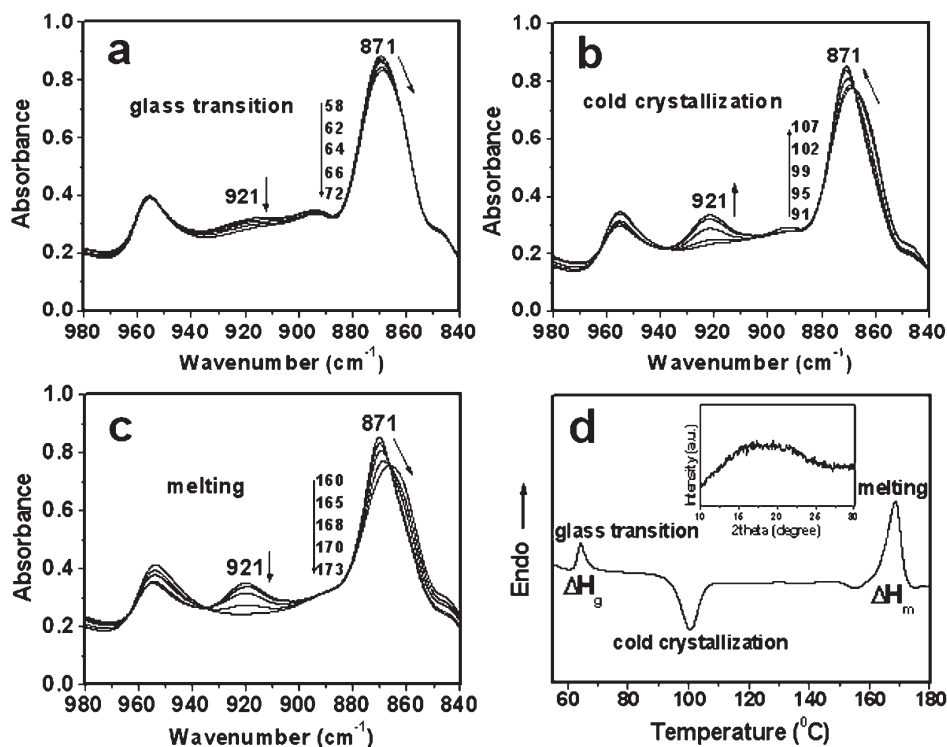 a
871
glass transition
58
62
64
66
72
921
Absorbance
1.0
0.8
0.6
0.4
0.2
0.0
980 960 940 920 900 880 860 840
Wavenumber (cm-1)
b
871
cold crystallization
107
102
99
95
91
921
Absorbance
1.0
0.8
0.6
0.4
0.2
0.0
980 960 940 920 900 880 860 840
Wavenumber (cm-1)
c
871
melting
160
165
168
170
173
921
Absorbance
1.0
0.8
0.6
0.4
0.2
0.0
980 960 940 920 900 880 860 840
Wavenumber (cm-1)
d
Intensity (a.u.)
10 15 20 25 30
2theta (degree)
melting
glass transition
ΔHg
ΔHm
cold crystallization
Endo
60 80 100 120 140 160 180
Temperature (0C)